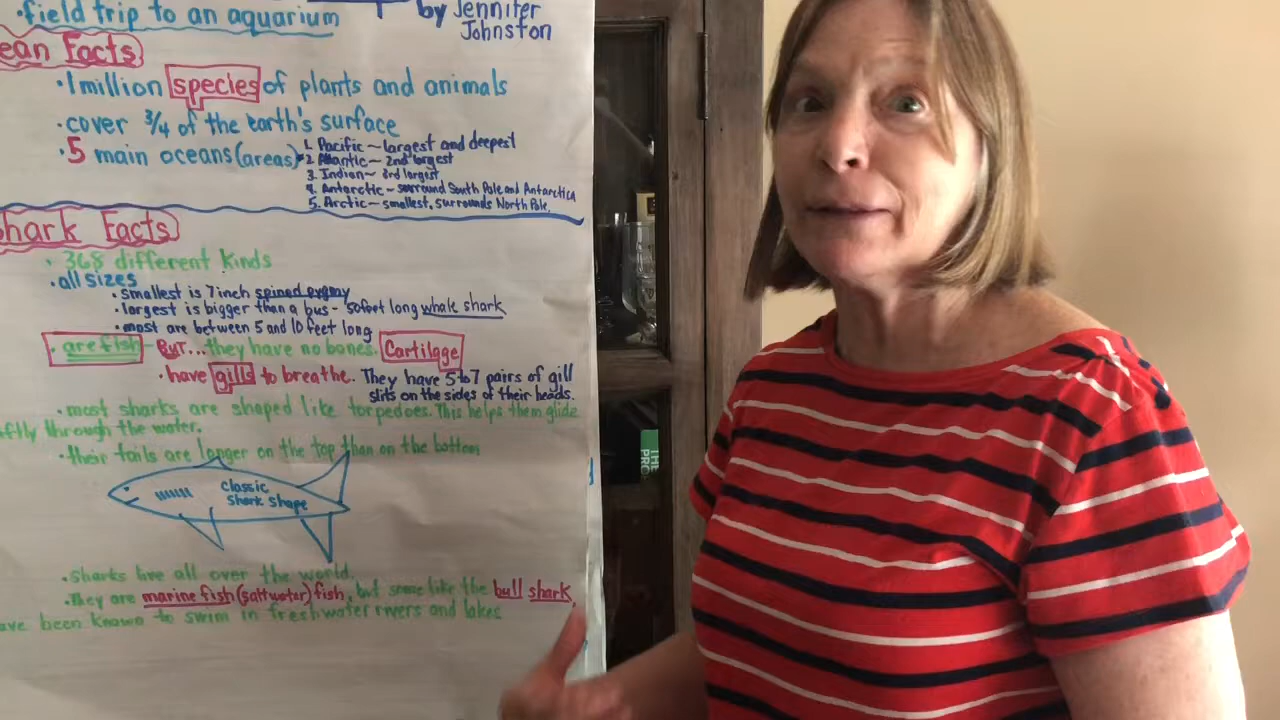 ·field trip to an aquarium
by Jennifer
Johnston
ean Facts
·1 million species of plants and animals
·cover 3/4 of the earth's surface
·5 main oceans (areas)
1. Pacific ~ largest and deepest
2. Atlantic ~ 2nd largest
3. Indian ~ 3rd largest
4. Antarctic ~ surround South Pole and Antarctica
5. Arctic ~ smallest, surrounds North Pole.
hark Facts
· 368 different kinds
·all sizes
·smallest is 7 inch spined pygmy
·largest is bigger than a bus - 50 feet long whale shark
·most are between 5 and 10 feet long
·are fish - BUT... they have no bones. Cartilage
·have gills to breathe. They have 5 to 7 pairs of gill
slits on the sides of their heads.
·most sharks are shaped like torpedoes. This helps them glide
ftly through the water.
·their tails are longer on the top than on the bottom
classic
shark shape
·sharks live all over the world.
·They are marine fish (saltwater) fish, but some like the bull shark,
ave been known to swim in freshwater rivers and lakes
THE
PRO